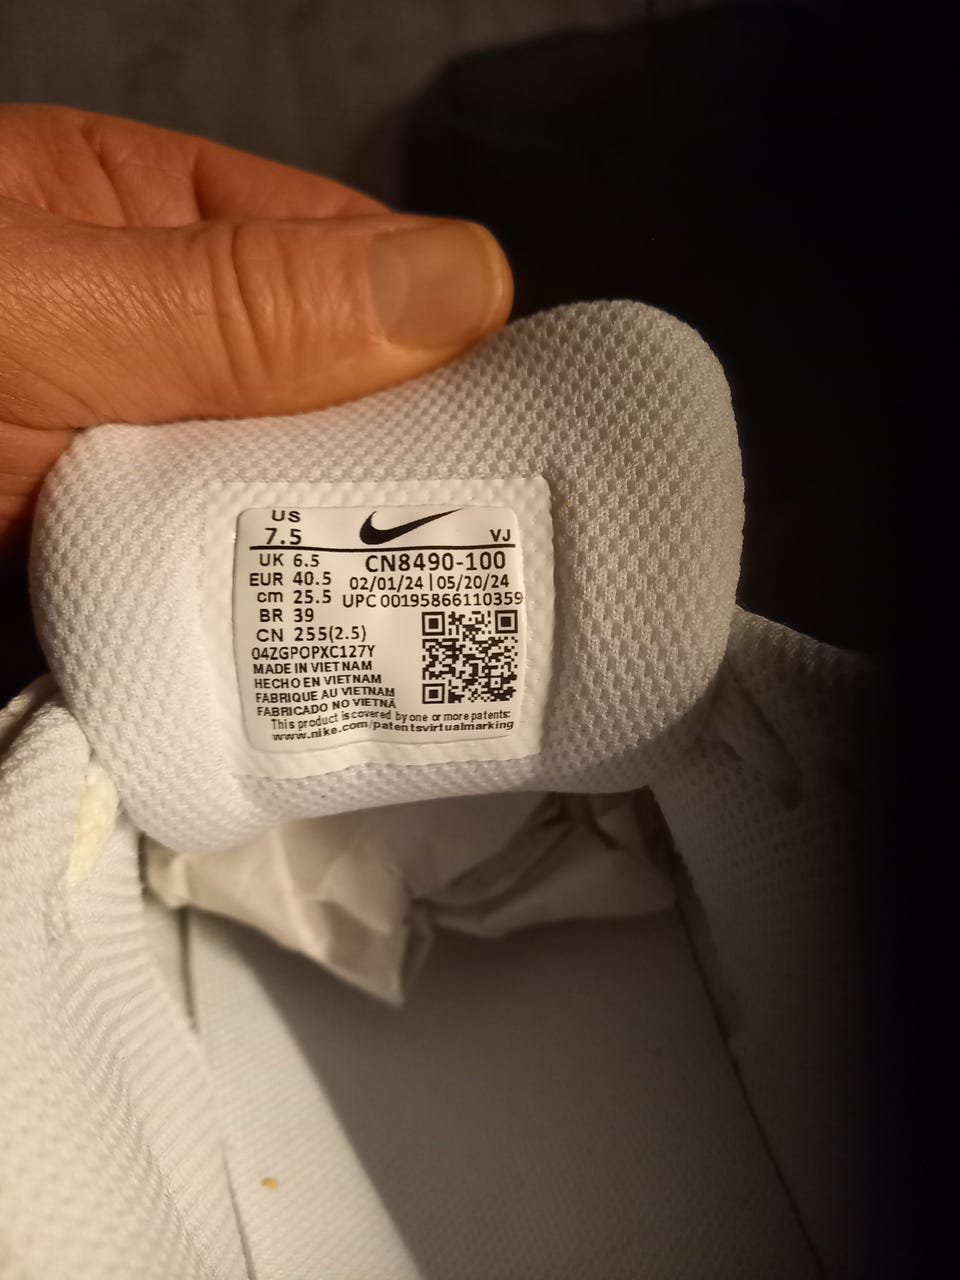 US
7.5
VJ
UK 6.5
CN8490-100
EUR 40.5
02/01/24 | 05/20/24
cm 25.5
UPC 00195866110359
BR 39
CN 255(2.5)
04ZGPOPXC127Y
MADE IN VIETNAM
HECHO EN VIETNAM
FABRIQUE AU VIETNAM
FABRICADO NO VIETNÃ
This product is covered by one or more patents:
www.nike.com/patentsvirtualmarking